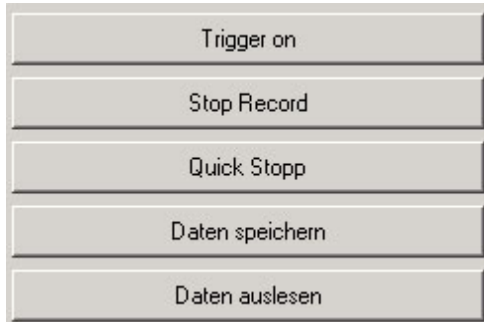 Trigger on
Stop Record
Quick Stopp
Daten speichern
Daten auslesen